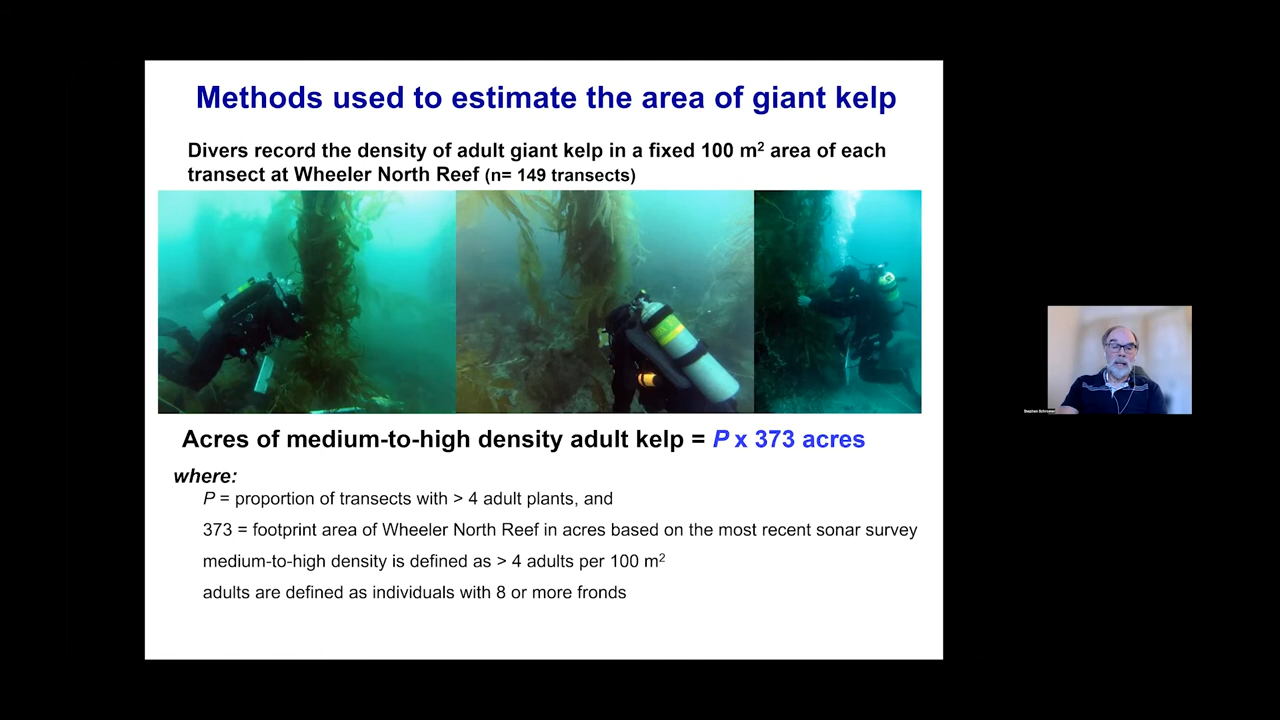 Methods used to estimate the area of giant kelp
Divers record the density of adult giant kelp in a fixed 100 m² area of each
transect at Wheeler North Reef (n= 149 transects)
Acres of medium-to-high density adult kelp = P x 373 acres
where:
P = proportion of transects with > 4 adult plants, and
373 = footprint area of Wheeler North Reef in acres based on the most recent sonar survey
medium-to-high density is defined as > 4 adults per 100 m²
adults are defined as individuals with 8 or more fronds
Stephen Schroeter